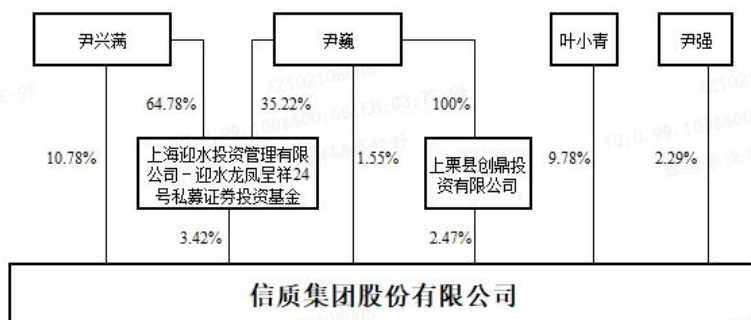 尹兴满
尹巍
叶小青
尹强
64.78%
35.22%
100%
10.78%
上海迎水投资管理有限
公司-迎水龙凤呈祥24
号私募证券投资基金
1.55%
上栗县创鼎投
资有限公司
9.78%
2.29%
3.42%
2.47%
信质集团股份有限公司